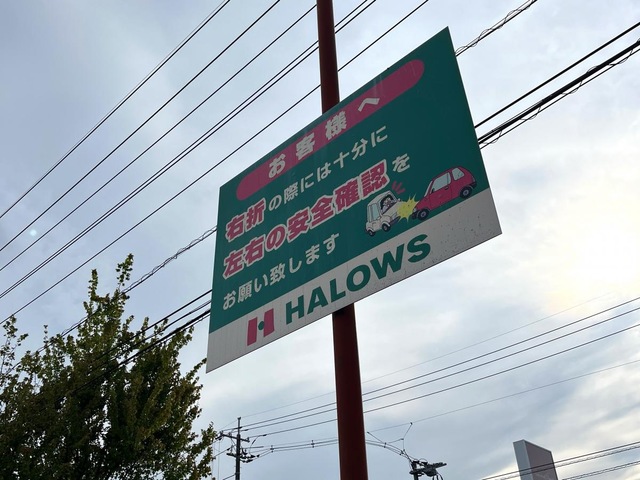 お客様へ
右折の際には十分に
左右の安全確認を
お願い致します
HALOWS